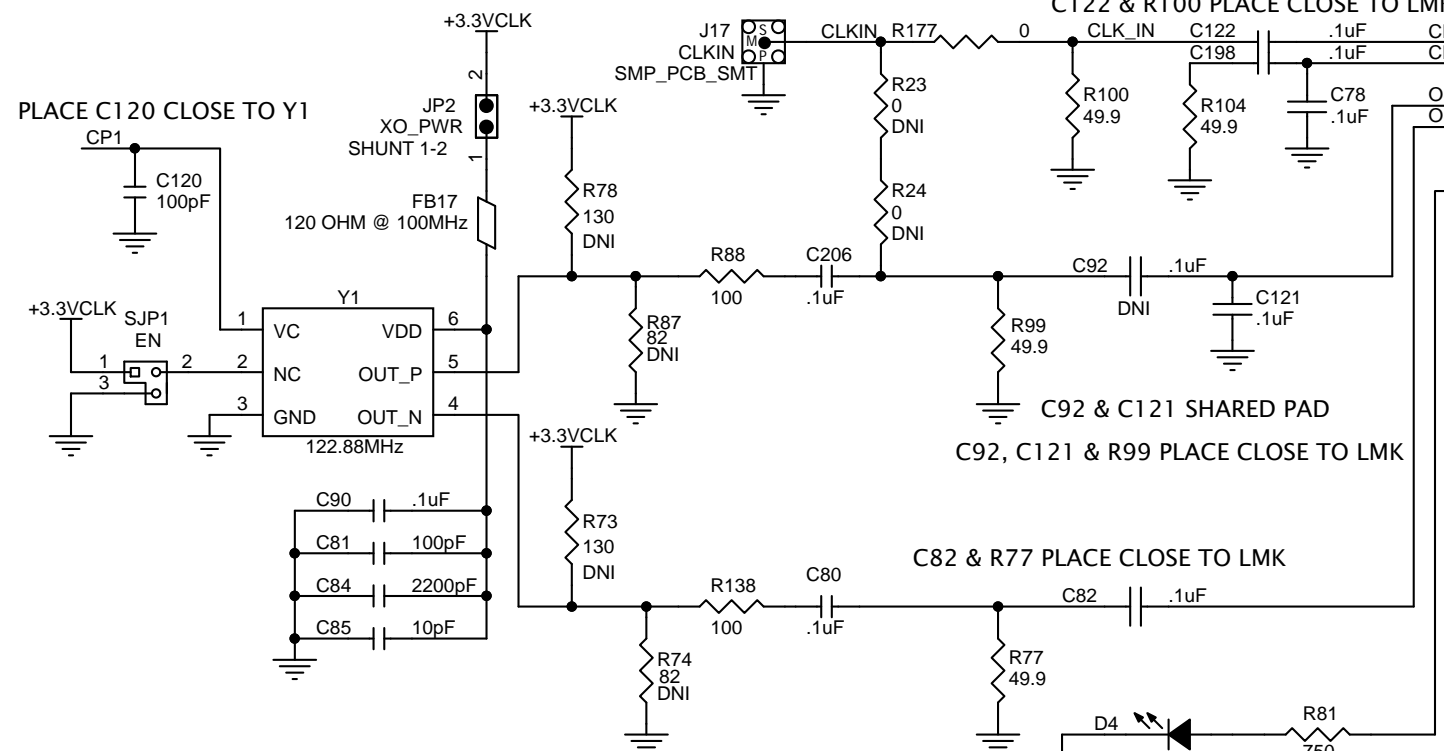 C122 & R100 PLACE CLOSE TO LMK
+3.3VCLK
J17
CLKIN
SMP_PCB_SMT
S
M
P
CLKIN
R177
0
CLK_IN
C122
.1uF
C198
.1uF
2
JP2
XO_PWR
SHUNT 1-2
1
+3.3VCLK
R23
0
DNI
R100
49.9
R104
49.9
C78
.1uF
PLACE C120 CLOSE TO Y1
CP1
C120
100pF
FB17
120 OHM @ 100MHz
R78
130
DNI
R24
0
DNI
R88
100
C206
.1uF
C92
DNI
.1uF
C121
.1uF
+3.3VCLK
SJP1
EN
1
2
3
Y1
1
VC
VDD
6
2
NC
OUT_P
5
3
GND
OUT_N
4
122.88MHz
R87
82
DNI
R99
49.9
C92 & C121 SHARED PAD
C92, C121 & R99 PLACE CLOSE TO LMK
+3.3VCLK
C90
.1uF
C81
100pF
C84
2200pF
C85
10pF
R73
130
DNI
C82 & R77 PLACE CLOSE TO LMK
R138
100
C80
.1uF
C82
.1uF
R74
82
DNI
R77
49.9
D4
R81
750